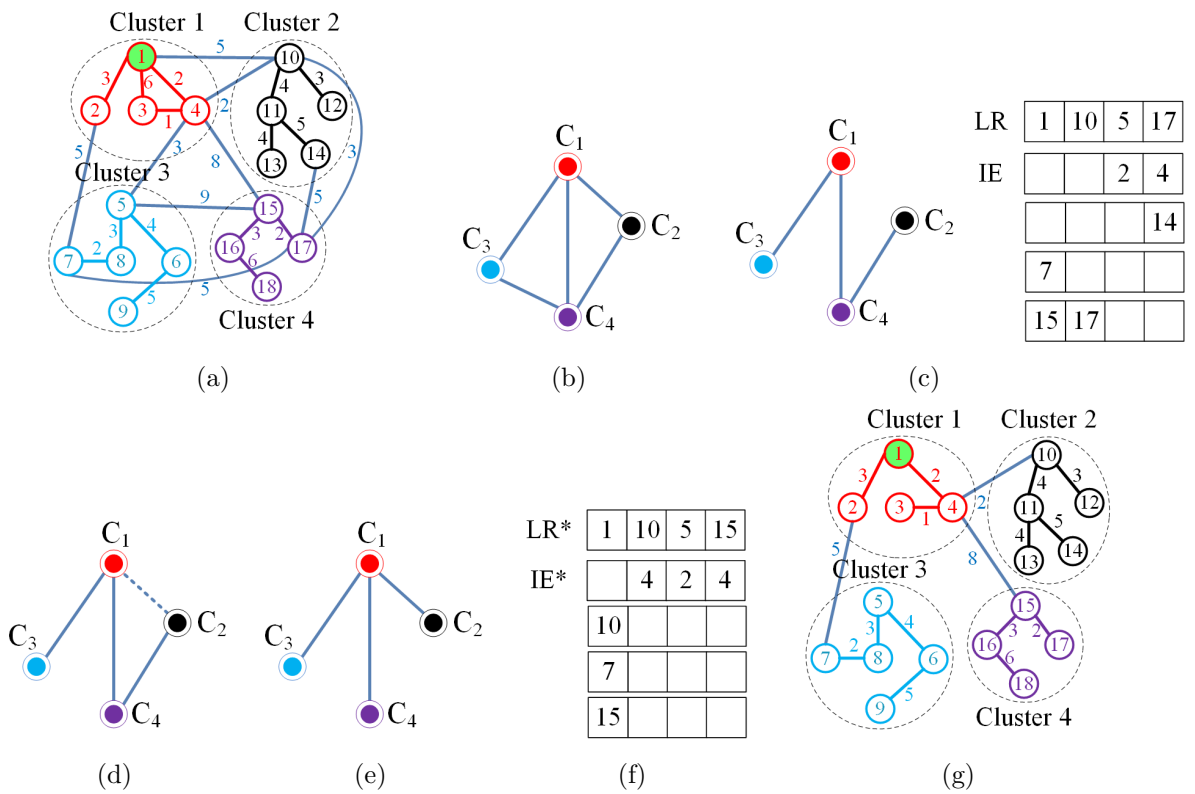 Cluster 1
Cluster 2
5
1
10
3
6
2
4
3
2
3
1
4
2
11
12
5
4
13
14
5
3
8
3
5
Cluster 3
5
9
15
3
4
3
2
7
2
8
6
16
17
6
9
5
18
5
Cluster 4
(a)
C1
C2
C3
C4
(b)
C1
C2
C3
C4
(c)
LR 1 10 5 17
IE 2 4
14
7
15 17
C1
C2
C3
C4
(d)
C1
C2
C3
C4
(e)
LR* 1 10 5 15
IE* 4 2 4
10
7
15
(f)
Cluster 1
Cluster 2
1
10
3
2
4
3
2
3
1
4
2
11
12
4
5
13
14
5
8
Cluster 3
5
15
3
4
3
2
7
2
8
6
16
17
6
9
5
18
Cluster 4
(g)